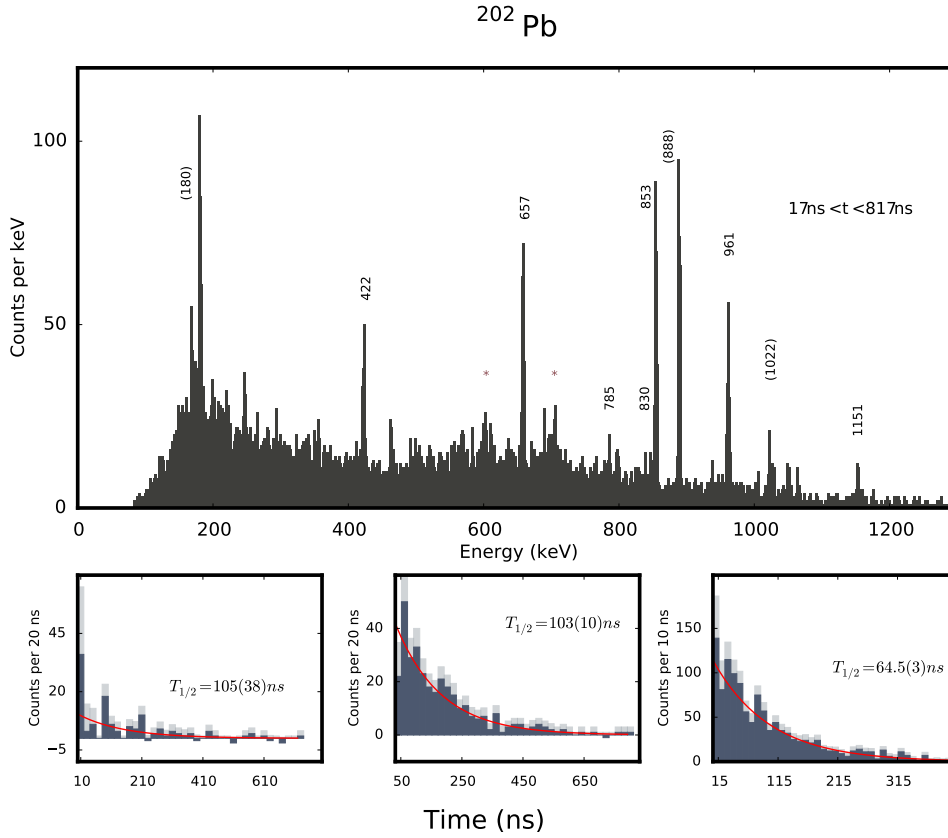 202 Pb
Counts per keV
100
50
0
(180)
422
657
*
*
785
830
853
(888)
961
(1022)
1151
17ns<t<817ns
0 200 400 600 800 1000 1200
Energy (keV)
Counts per 20 ns
45
20
−5
T1/2=105(38)ns
10 210 410 610
Counts per 20 ns
40
20
0
T1/2=103(10)ns
50 250 450 650
Counts per 10 ns
150
100
50
0
T1/2=64.5(3)ns
15 115 215 315
Time (ns)